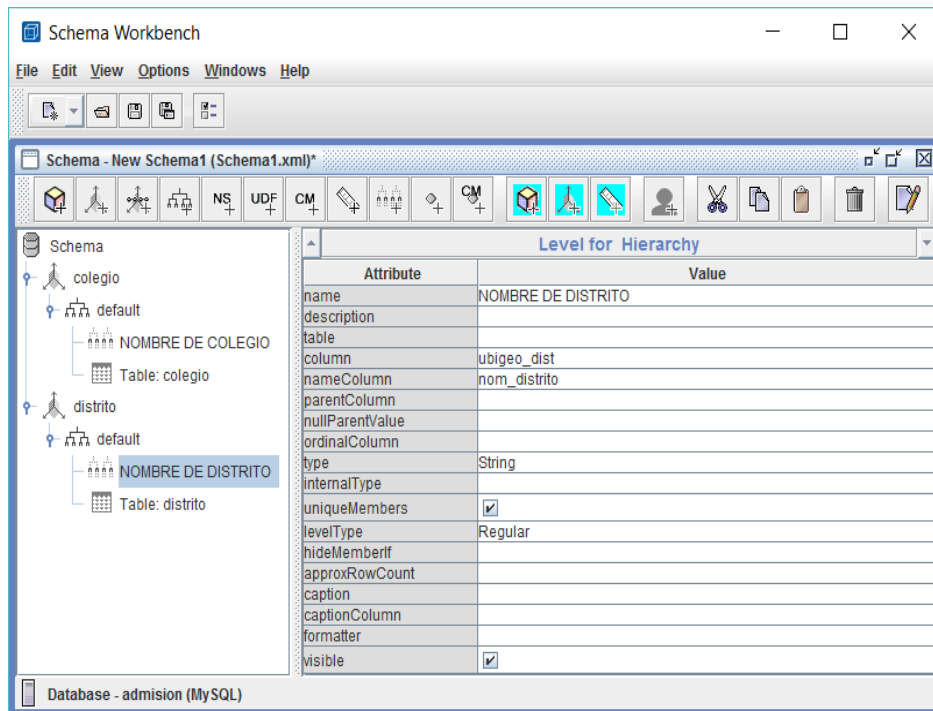 Schema Workbench
File Edit View Options Windows Help
Schema - New Schema1 (Schema1.xml)*
NS UDF CM CM
Schema
colegio
default
NOMBRE DE COLEGIO
Table: colegio
distrito
default
NOMBRE DE DISTRITO
Table: distrito
Level for Hierarchy
Attribute Value
name NOMBRE DE DISTRITO
description
table
column ubigeo_dist
nameColumn nom_distrito
parentColumn
nullParentValue
ordinalColumn
type String
internalType
uniqueMembers
levelType Regular
hideMemberIf
approxRowCount
caption
captionColumn
formatter
visible
Database - admision (MySQL)